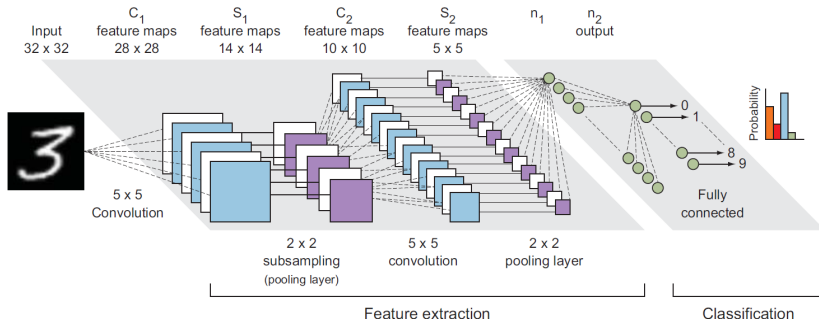 Input
32 x 32
C1
feature maps
28 x 28
S1
feature maps
14 x 14
C2
feature maps
10 x 10
S2
feature maps
5 x 5
n1
n2
output
3
5 x 5
Convolution
2 x 2
subsampling
(pooling layer)
5 x 5
convolution
2 x 2
pooling layer
0
1
8
9
Fully
connected
Probability
Feature extraction
Classification